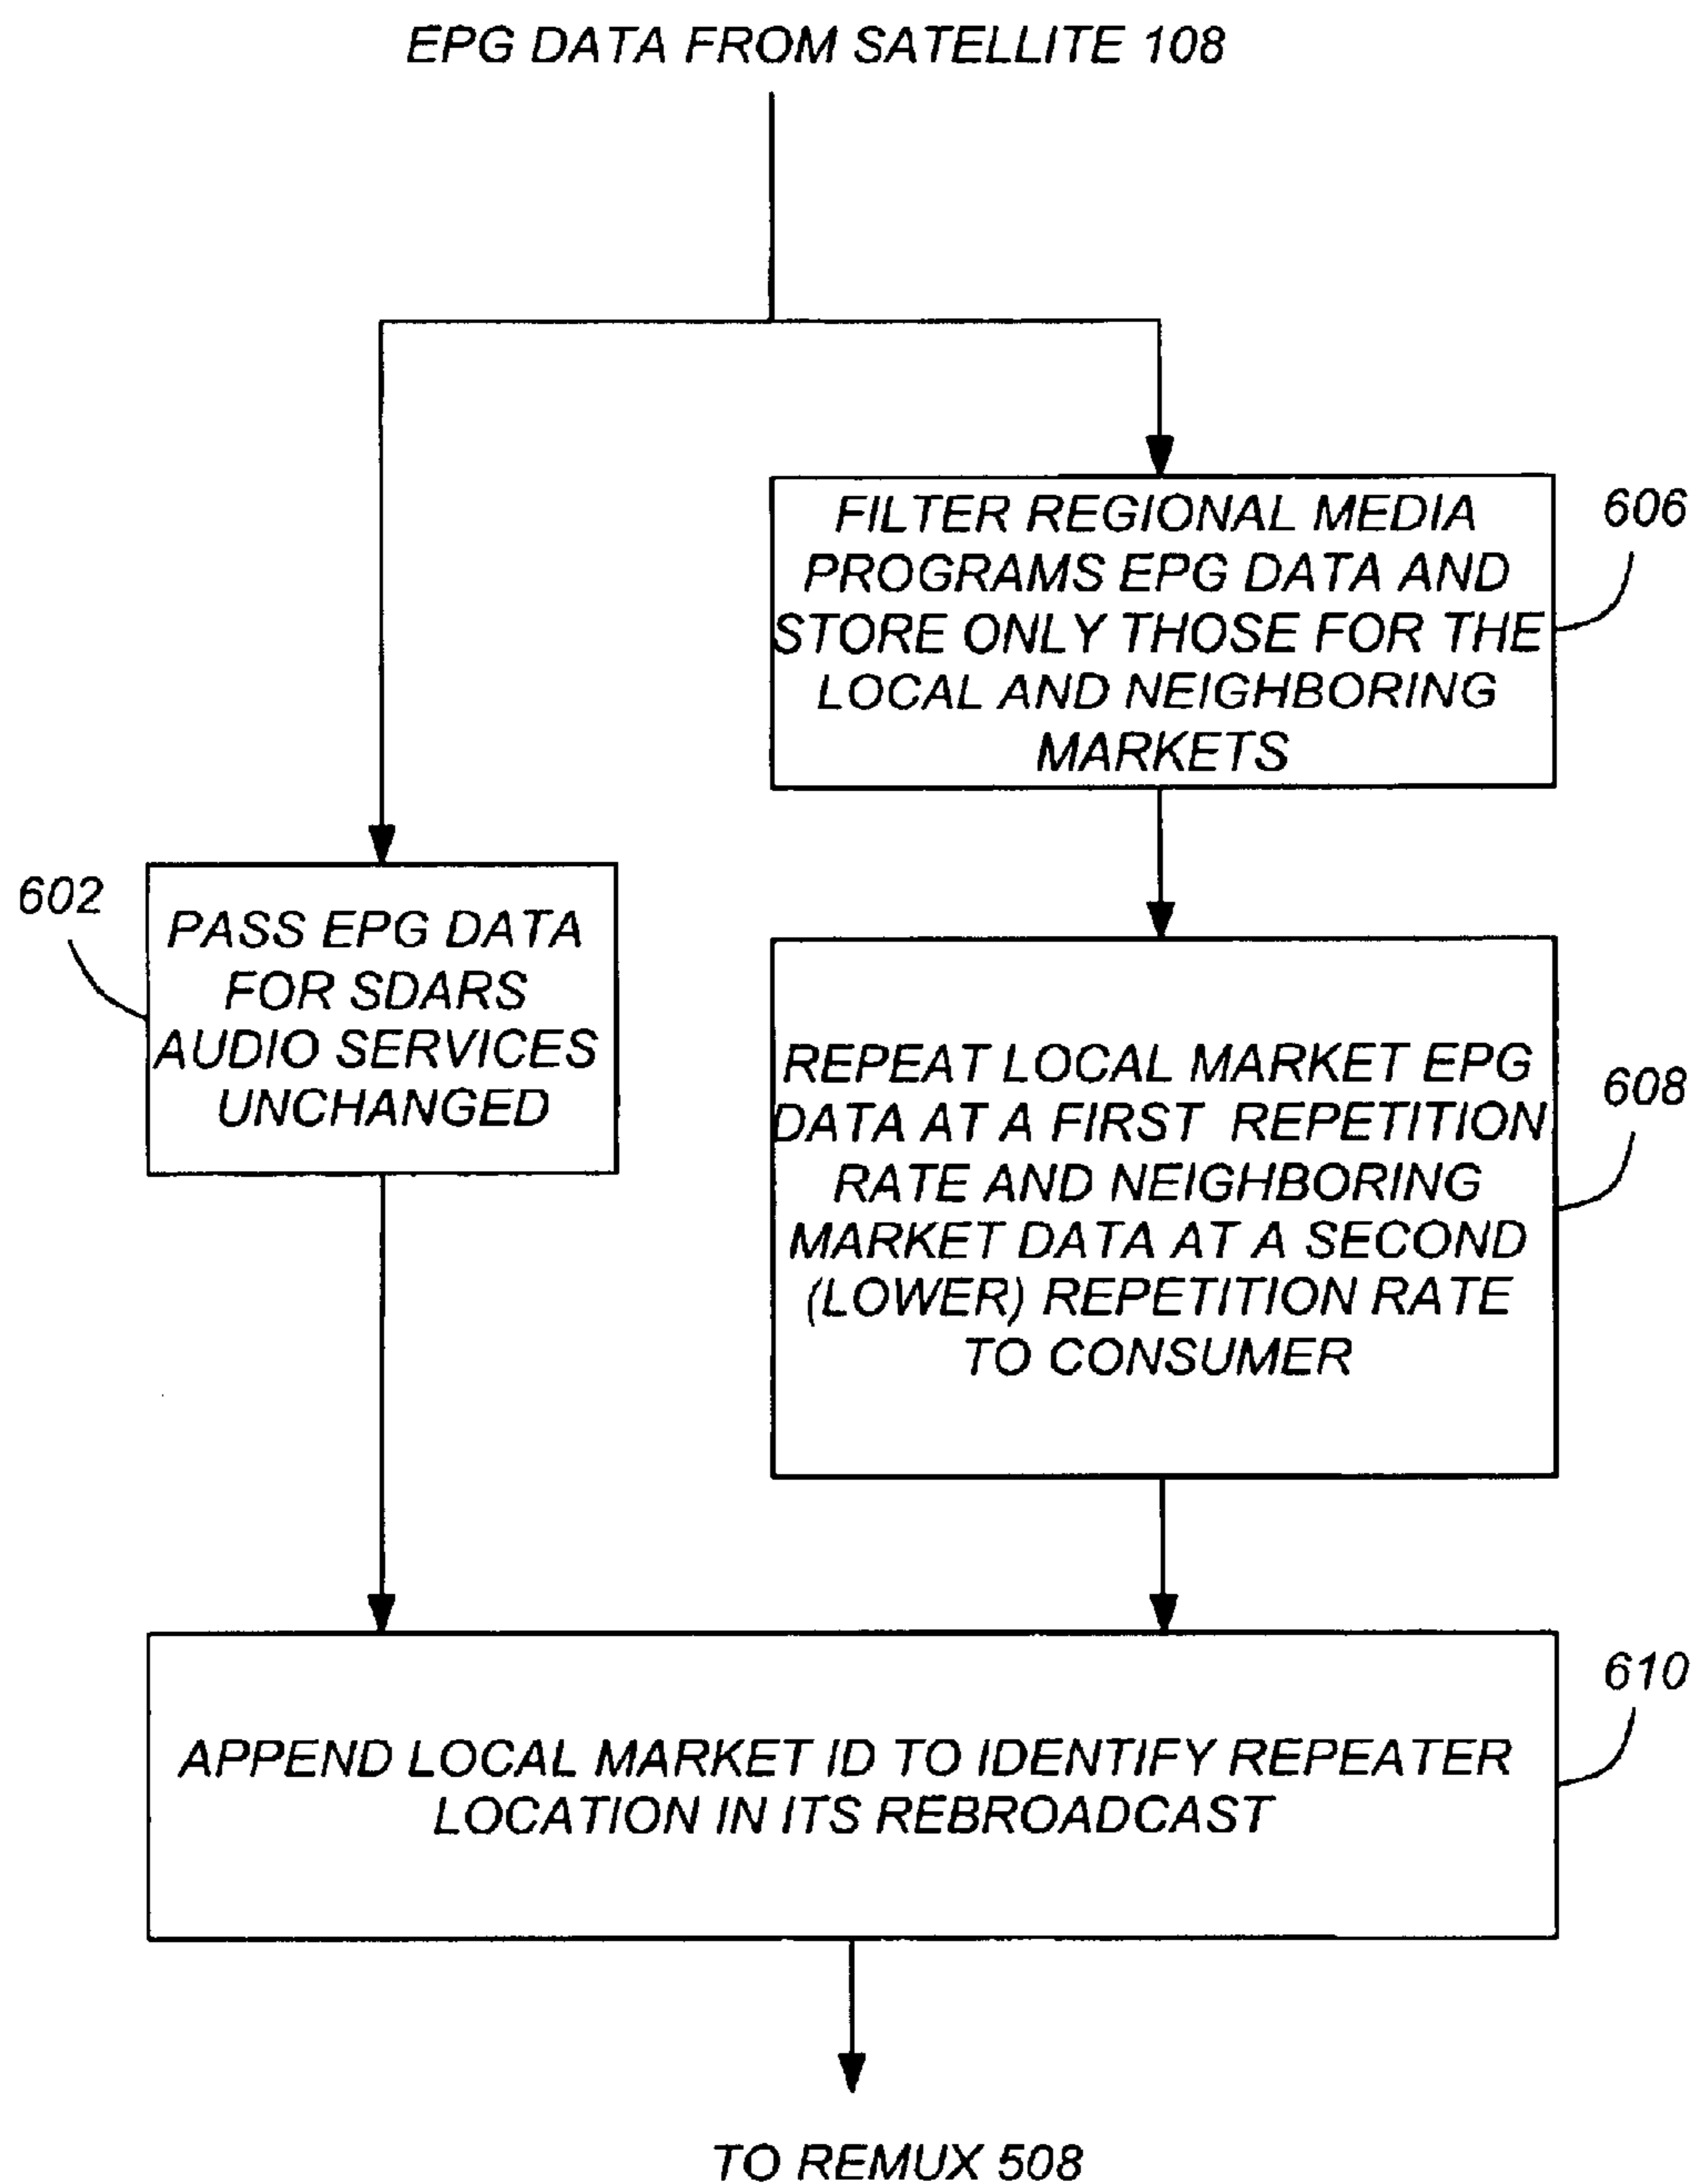 EPG DATA FROM SATELLITE 108
FILTER REGIONAL MEDIA
PROGRAMS EPG DATA AND
STORE ONLY THOSE FOR THE
LOCAL AND NEIGHBORING
MARKETS
606
602
PASS EPG DATA
FOR SDARS
AUDIO SERVICES
UNCHANGED
REPEAT LOCAL MARKET EPG
DATA AT A FIRST REPETITION
RATE AND NEIGHBORING
MARKET DATA AT A SECOND
(LOWER) REPETITION RATE
TO CONSUMER
608
APPEND LOCAL MARKET ID TO IDENTIFY REPEATER
LOCATION IN ITS REBROADCAST
610
TO REMUX 508